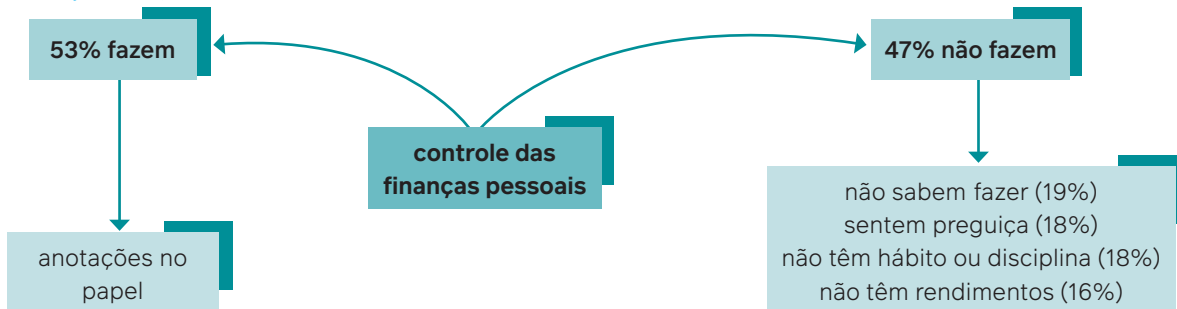 53% fazem
47% não fazem
controle das
finanças pessoais
anotações no
papel
não sabem fazer (19%)
sentem preguiça (18%)
não têm hábito ou disciplina (18%)
não têm rendimentos (16%)